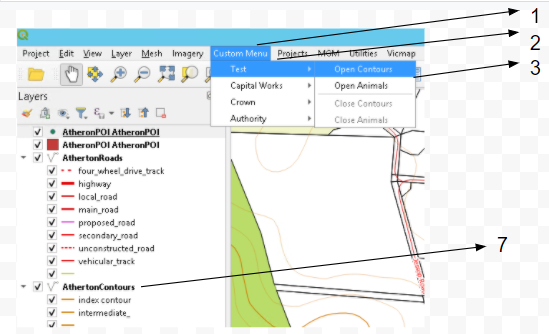 1
2
3
Project Edit View Layer Mesh Imagery Custom Menu Projects MGM Utilities Vicmap
Test Open Contours
Capital Works Open Animals
Crown Close Contours
Authority Close Animals
Layers
AtheronPOI AtheronPOI
AtheronPOI AtheronPOI
AthertonRoads
four_wheel_drive_track
highway
local_road
main_road
proposed_road
secondary_road
unconstructed_road
vehicular_track
AthertonContours
index contour
intermediate_
7